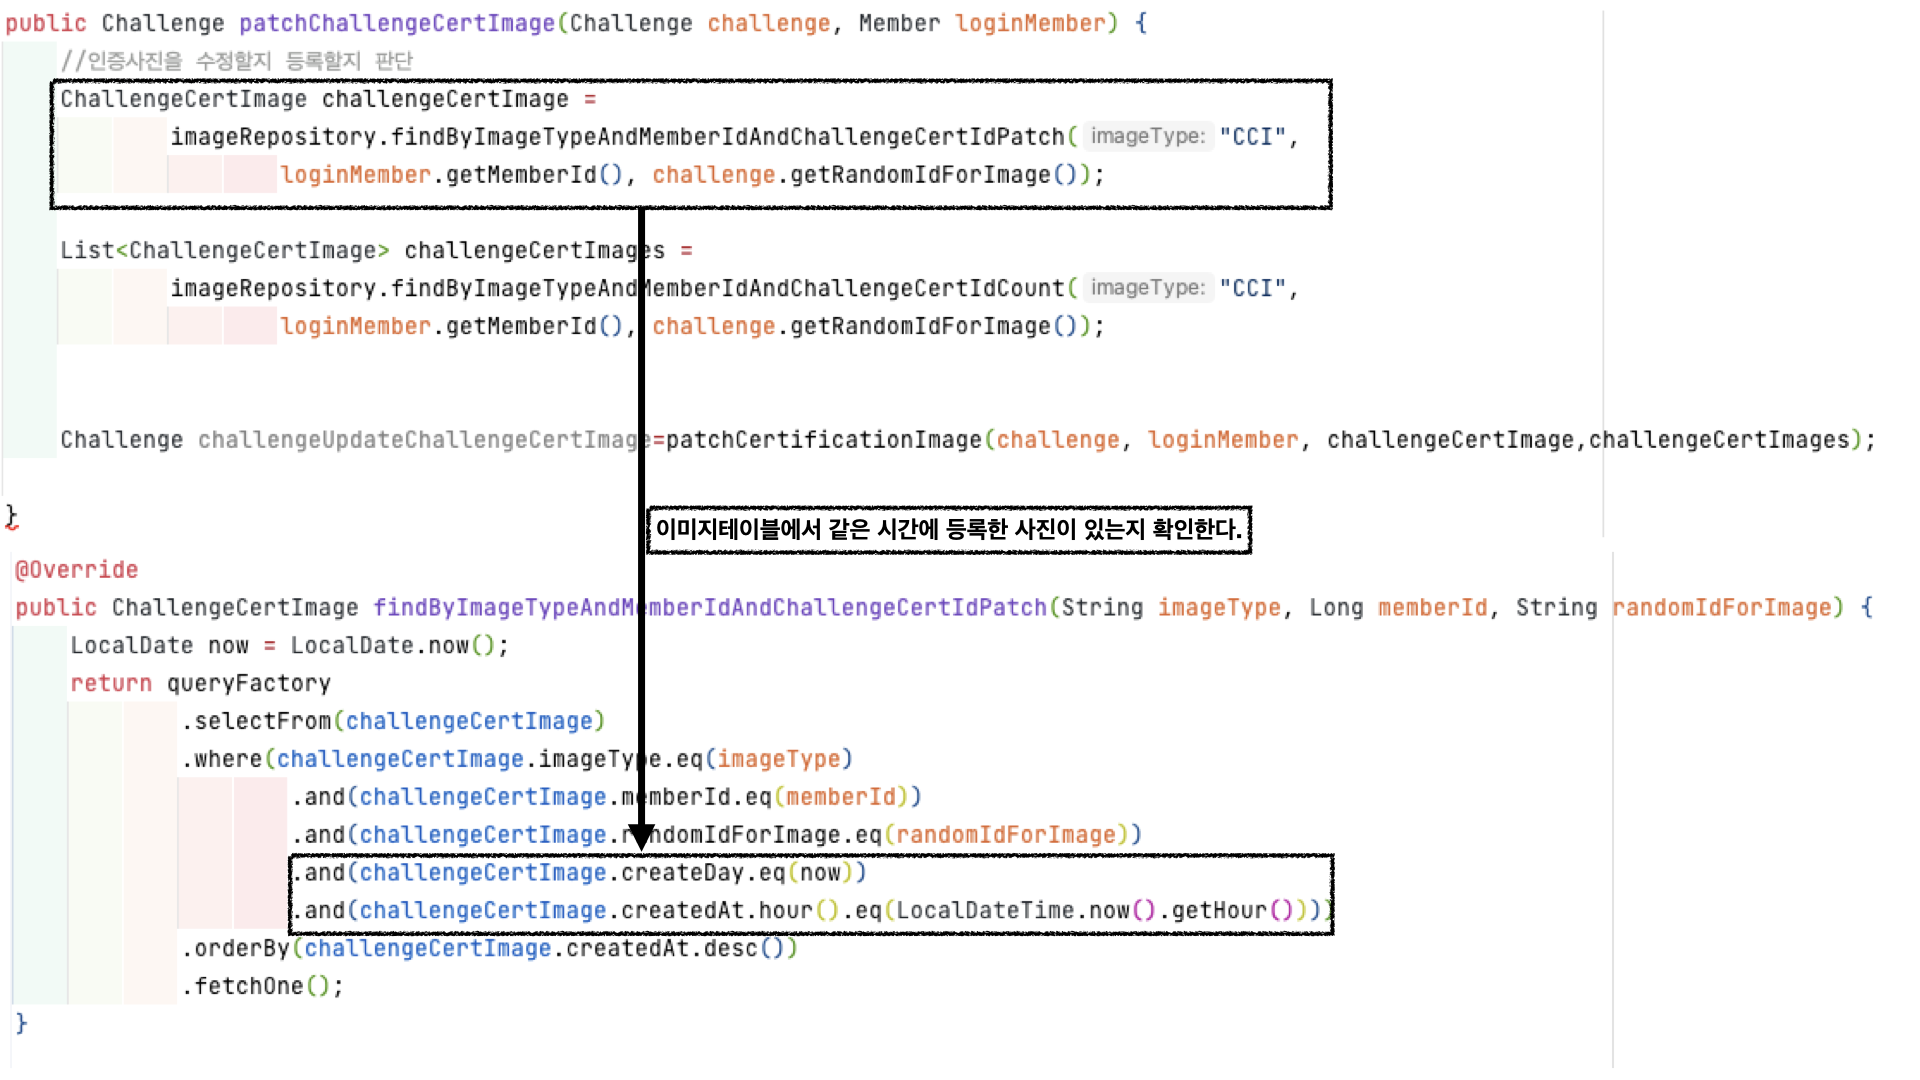 public Challenge patchChallengeCertImage(Challenge challenge, Member loginMember) {
//인증사진을 수정할지 등록할지 판단
ChallengeCertImage challengeCertImage =
imageRepository.findByImageTypeAndMemberIdAndChallengeCertIdPatch( imageType: "CCI",
loginMember.getMemberId(), challenge.getRandomIdForImage());
List<ChallengeCertImage> challengeCertImages =
imageRepository.findByImageTypeAndMemberIdAndChallengeCertIdCount( imageType: "CCI",
loginMember.getMemberId(), challenge.getRandomIdForImage());
Challenge challengeUpdateChallengeCertImage=patchCertificationImage(challenge, loginMember, challengeCertImage,challengeCertImages);
}
이미지테이블에서 같은 시간에 등록한 사진이 있는지 확인한다.
@Override
public ChallengeCertImage findByImageTypeAndMemberIdAndChallengeCertIdPatch(String imageType, Long memberId, String randomIdForImage) {
LocalDate now = LocalDate.now();
return queryFactory
.selectFrom(challengeCertImage)
.where(challengeCertImage.imageType.eq(imageType)
.and(challengeCertImage.memberId.eq(memberId))
.and(challengeCertImage.randomIdForImage.eq(randomIdForImage))
.and(challengeCertImage.createDay.eq(now))
.and(challengeCertImage.createdAt.hour().eq(LocalDateTime.now().getHour())))
.orderBy(challengeCertImage.createdAt.desc())
.fetchOne();
}